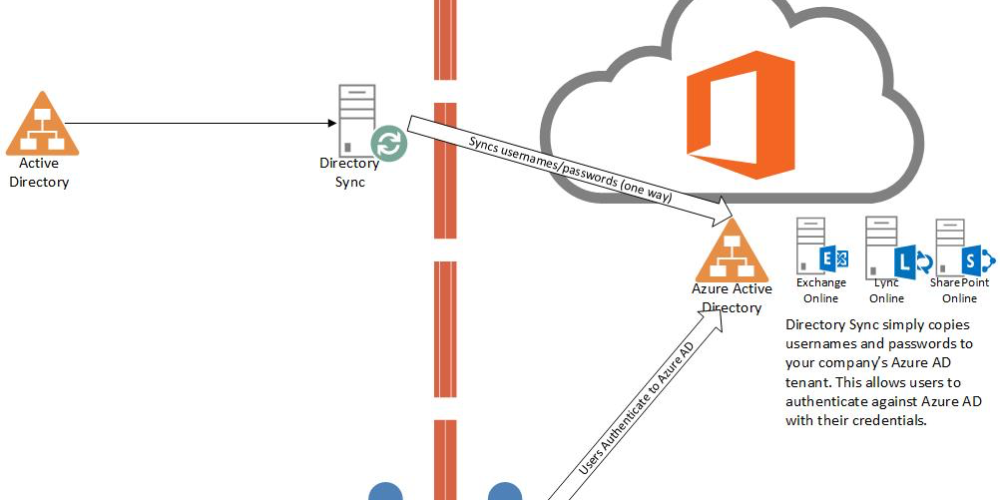 Active
Directory
Directory
Sync
Syncs usernames/passwords (one way)
Azure Active
Directory
E
Exchange
Online
L
Lync
Online
S
SharePoint
Online
Directory Sync simply copies
usernames and passwords to
your company's Azure AD
tenant. This allows users to
authenticate against Azure AD
with their credentials.
Users Authenticate to Azure AD